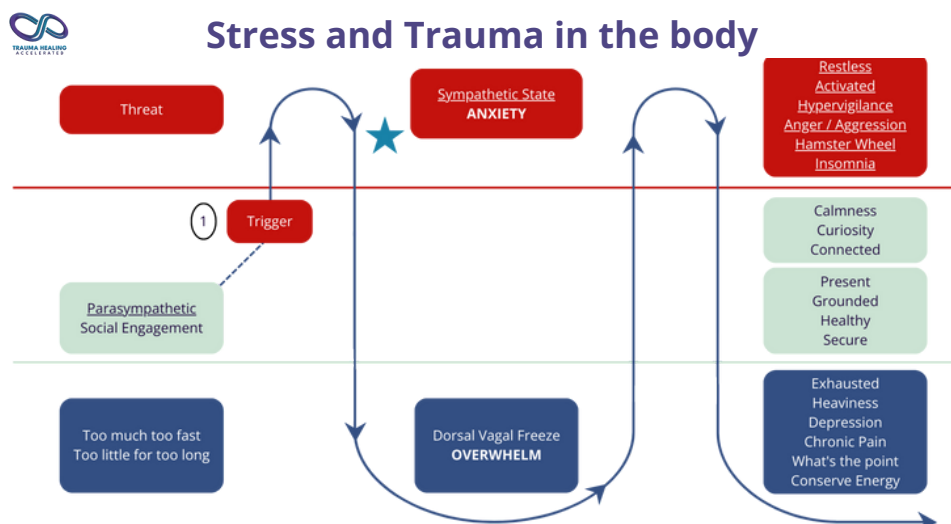 Stress and Trauma in the body
TRAUMA HEALING
ACCELERATED
Threat
Sympathetic State
ANXIETY
Restless
Activated
Hypervigilance
Anger / Aggression
Hamster Wheel
Insomnia
1
Trigger
Calmness
Curiosity
Connected
Parasympathetic
Social Engagement
Present
Grounded
Healthy
Secure
Too much too fast
Too little for too long
Dorsal Vagal Freeze
OVERWHELM
Exhausted
Heaviness
Depression
Chronic Pain
What's the point
Conserve Energy